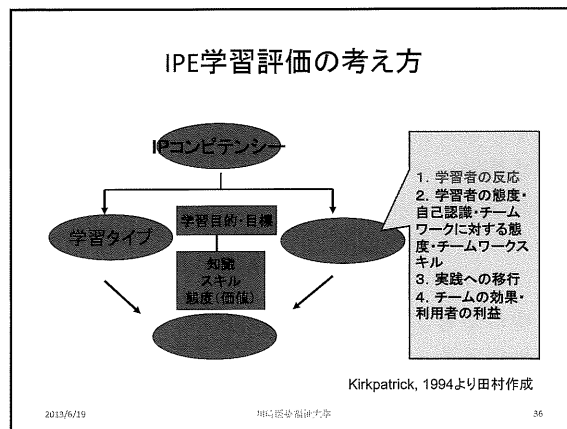 IPE学習評価の考え方
IPコンピテンシー
学習タイプ
学習目的・目標
知識
スキル
態度(価値)
1. 学習者の反応
2. 学習者の態度・
自己認識・チーム
ワークに対する態
度・チームワークス
キル
3. 実践への移行
4. チームの効果・
利用者の利益
Kirkpatrick, 1994より田村作成
2013/6/19
36